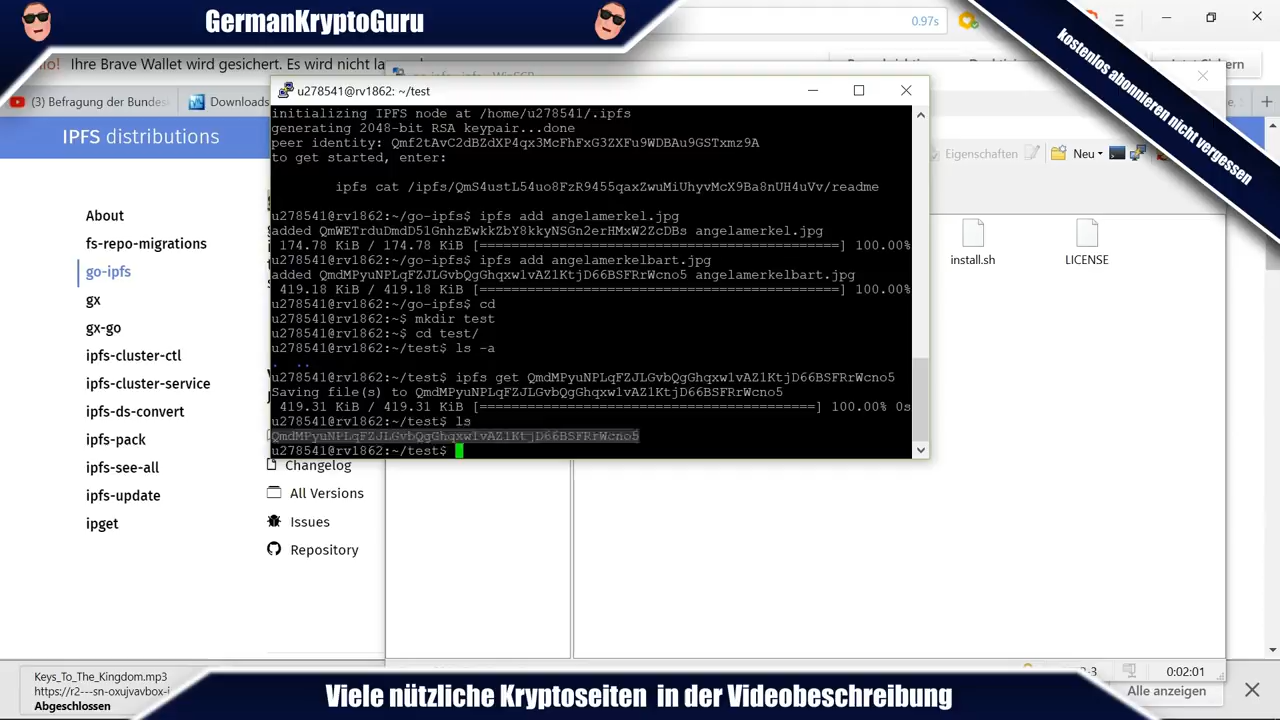 GermanKryptoGuru
kostenlos abonnieren nicht vergessen
0.97s
Ihre Brave Wallet wird gesichert. Es wird nicht
(3) Befragung der Bundes
Downloads
IPFS distributions
About
fs-repo-migrations
go-ipfs
gx
gx-go
ipfs-cluster-ctl
ipfs-cluster-service
ipfs-ds-convert
ipfs-pack
ipfs-see-all
ipfs-update
ipget
u278541@rv1862: ~/test
initializing IPFS node at /home/u278541/.ipfs
generating 2048-bit RSA keypair...done
peer identity: Qmf2tAvC2dBZdXP4qx3McFhFxG3ZXFu9WDBAu9GSTxmz9A
to get started, enter:
ipfs cat /ipfs/QmS4ustL54uo8FzR9455qaxZwuMiUhyvMcX9Ba8nUH4uVv/readme
u278541@rv1862:~/go-ipfs$ ipfs add angelamerkel.jpg
added QmWETrduDmdD51GnhzEwkkZbY8kkyNSGn2erHMxW2ZcDBs angelamerkel.jpg
174.78 KiB / 174.78 KiB [=========================================] 100.00%
u278541@rv1862:~/go-ipfs$ ipfs add angelamerkelbart.jpg
added QmdMPyuNPLqFZJLGvbQgGhqxw1vAZ1KtjD66BSFRrWcno5 angelamerkelbart.jpg
419.18 KiB / 419.18 KiB [=========================================] 100.00%
u278541@rv1862:~/go-ipfs$ cd
u278541@rv1862:~$ mkdir test
u278541@rv1862:~$ cd test/
u278541@rv1862:~/test$ ls -a
. ..
u278541@rv1862:~/test$ ipfs get QmdMPyuNPLqFZJLGvbQgGhqxw1vAZ1KtjD66BSFRrWcno5
Saving file(s) to QmdMPyuNPLqFZJLGvbQgGhqxw1vAZ1KtjD66BSFRrWcno5
419.31 KiB / 419.31 KiB [======================================] 100.00% 0s
u278541@rv1862:~/test$ ls
QmdMPyuNPLqFZJLGvbQgGhqxw1vAZ1KtjD66BSFRrWcno5
u278541@rv1862:~/test$
Changelog
All Versions
Issues
Repository
Eigenschaften
Neu
install.sh
LICENSE
0:02:01
Keys_To_The_Kingdom.mp3
https://r2---sn-oxujvavbox-i
Abgeschlossen
Alle anzeigen
Viele nützliche Kryptoseiten in der Videobeschreibung